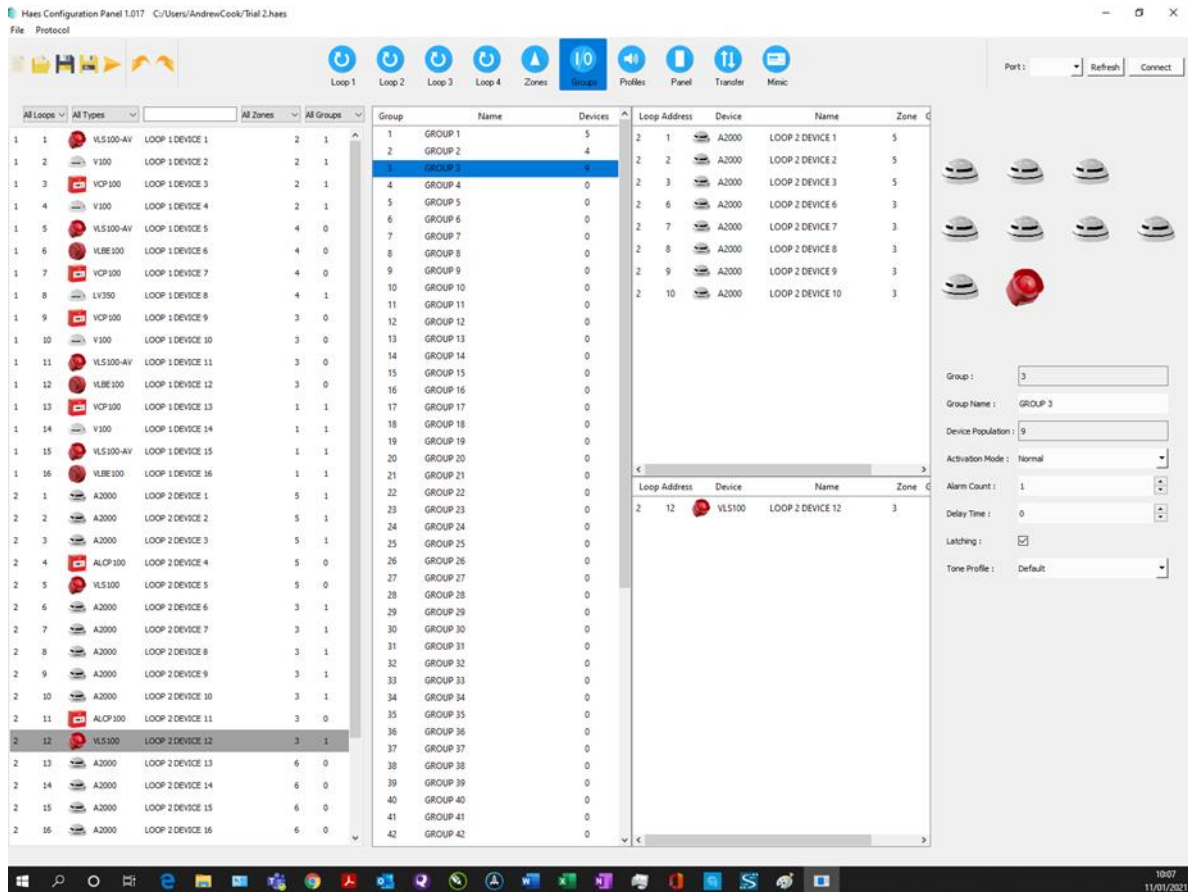 Haes Configuration Panel 1.017 C:/Users/AndrewCook/Trial 2.haes
File Protocol
Loop 1 Loop 2 Loop 3 Loop 4 Zones I/O Groups Profiles Panel Transfer Mimic
Port : Refresh Connect
All Loops All Types All Zones All Groups
1 1 VLS100-AV LOOP 1 DEVICE 1 2 1
1 2 V100 LOOP 1 DEVICE 2 2 1
1 3 VCP100 LOOP 1 DEVICE 3 2 1
1 4 V100 LOOP 1 DEVICE 4 2 1
1 5 VLS100-AV LOOP 1 DEVICE 5 4 0
1 6 VLBE100 LOOP 1 DEVICE 6 4 0
1 7 VCP100 LOOP 1 DEVICE 7 4 0
1 8 LV350 LOOP 1 DEVICE 8 4 1
1 9 VCP100 LOOP 1 DEVICE 9 3 0
1 10 V100 LOOP 1 DEVICE 10 3 0
1 11 VLS100-AV LOOP 1 DEVICE 11 3 0
1 12 VLBE100 LOOP 1 DEVICE 12 3 0
1 13 VCP100 LOOP 1 DEVICE 13 1 1
1 14 V100 LOOP 1 DEVICE 14 1 1
1 15 VLS100-AV LOOP 1 DEVICE 15 1 1
1 16 VLBE100 LOOP 1 DEVICE 16 1 1
2 1 A2000 LOOP 2 DEVICE 1 5 1
2 2 A2000 LOOP 2 DEVICE 2 5 1
2 3 A2000 LOOP 2 DEVICE 3 5 1
2 4 ALCP100 LOOP 2 DEVICE 4 5 0
2 5 VLS100 LOOP 2 DEVICE 5 5 0
2 6 A2000 LOOP 2 DEVICE 6 3 1
2 7 A2000 LOOP 2 DEVICE 7 3 1
2 8 A2000 LOOP 2 DEVICE 8 3 1
2 9 A2000 LOOP 2 DEVICE 9 3 1
2 10 A2000 LOOP 2 DEVICE 10 3 1
2 11 ALCP100 LOOP 2 DEVICE 11 3 0
2 12 VLS100 LOOP 2 DEVICE 12 3 1
2 13 A2000 LOOP 2 DEVICE 13 6 0
2 14 A2000 LOOP 2 DEVICE 14 6 0
2 15 A2000 LOOP 2 DEVICE 15 6 0
2 16 A2000 LOOP 2 DEVICE 16 6 0
Group Name Devices
1 GROUP 1 5
2 GROUP 2 4
3 GROUP 3 9
4 GROUP 4 0
5 GROUP 5 0
6 GROUP 6 0
7 GROUP 7 0
8 GROUP 8 0
9 GROUP 9 0
10 GROUP 10 0
11 GROUP 11 0
12 GROUP 12 0
13 GROUP 13 0
14 GROUP 14 0
15 GROUP 15 0
16 GROUP 16 0
17 GROUP 17 0
18 GROUP 18 0
19 GROUP 19 0
20 GROUP 20 0
21 GROUP 21 0
22 GROUP 22 0
23 GROUP 23 0
24 GROUP 24 0
25 GROUP 25 0
26 GROUP 26 0
27 GROUP 27 0
28 GROUP 28 0
29 GROUP 29 0
30 GROUP 30 0
31 GROUP 31 0
32 GROUP 32 0
33 GROUP 33 0
34 GROUP 34 0
35 GROUP 35 0
36 GROUP 36 0
37 GROUP 37 0
38 GROUP 38 0
39 GROUP 39 0
40 GROUP 40 0
41 GROUP 41 0
42 GROUP 42 0
Loop Address Device Name Zone G
2 1 A2000 LOOP 2 DEVICE 1 5
2 2 A2000 LOOP 2 DEVICE 2 5
2 3 A2000 LOOP 2 DEVICE 3 5
2 6 A2000 LOOP 2 DEVICE 6 3
2 7 A2000 LOOP 2 DEVICE 7 3
2 8 A2000 LOOP 2 DEVICE 8 3
2 9 A2000 LOOP 2 DEVICE 9 3
2 10 A2000 LOOP 2 DEVICE 10 3
Loop Address Device Name Zone G
2 12 VLS100 LOOP 2 DEVICE 12 3
Group : 3
Group Name : GROUP 3
Device Population : 9
Activation Mode : Normal
Alarm Count : 1
Delay Time : 0
Latching :
Tone Profile : Default
10:07
11/01/2021